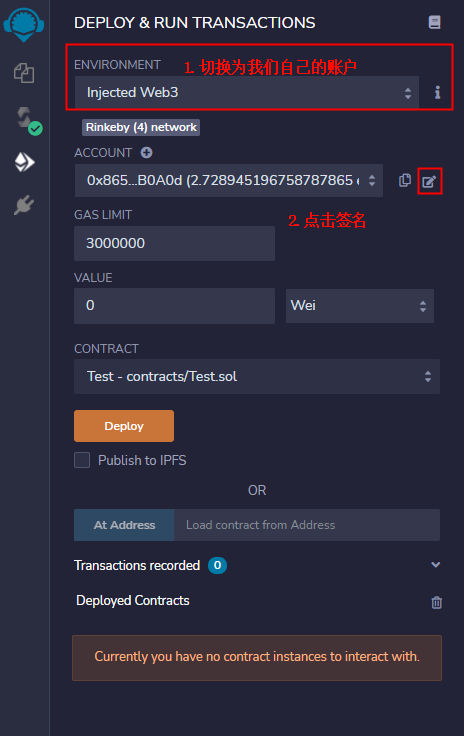 DEPLOY & RUN TRANSACTIONS
ENVIRONMENT
1. 切换为我们自己的账户
Injected Web3
Rinkeby (4) network
ACCOUNT
0x865...B0A0d (2.728945196758787865 e
GAS LIMIT
2. 点击签名
3000000
VALUE
0 Wei
CONTRACT
Test - contracts/Test.sol
Deploy
Publish to IPFS
OR
At Address Load contract from Address
Transactions recorded 0
Deployed Contracts
Currently you have no contract instances to interact with.